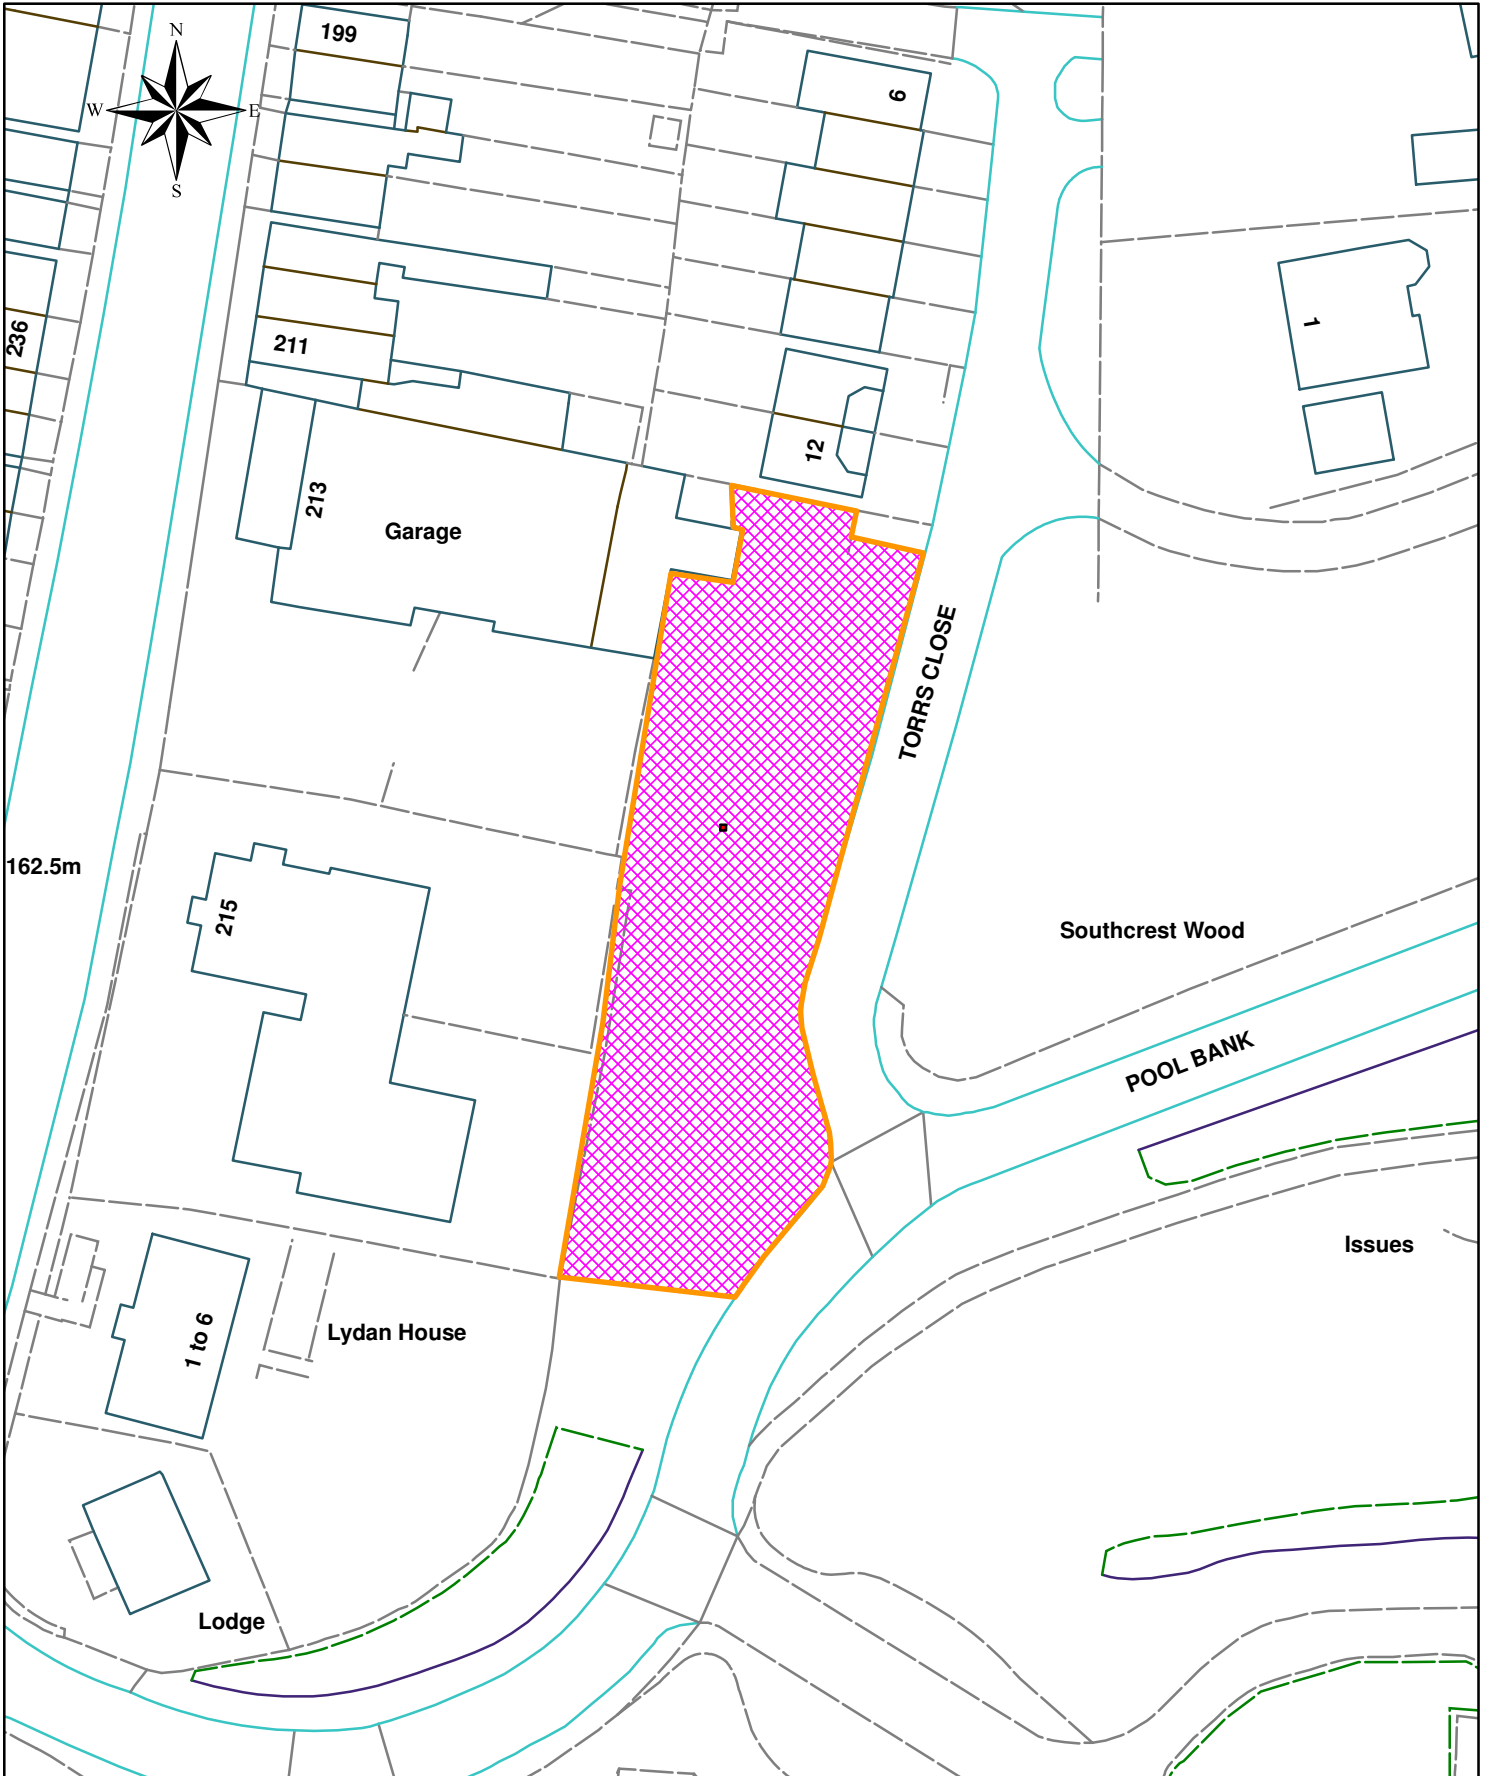 N
W
E
S
199
6
236
211
1
12
213
Garage
TORRS CLOSE
162.5m
215
Southcrest Wood
POOL BANK
Issues
1 to 6
Lydan House
Lodge